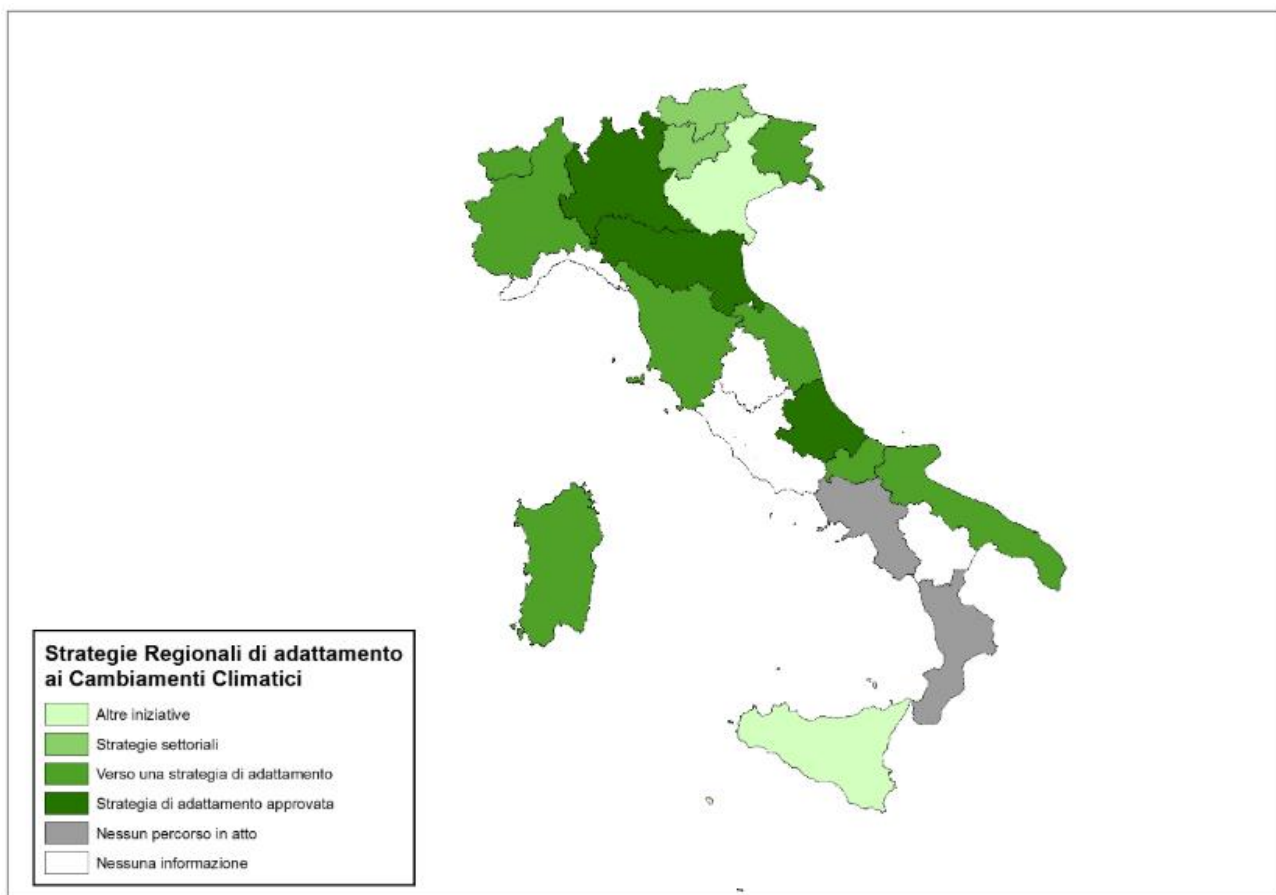 Strategie Regionali di adattamento
ai Cambiamenti Climatici
Altre iniziative
Strategie settoriali
Verso una strategia di adattamento
Strategia di adattamento approvata
Nessun percorso in atto
Nessuna informazione